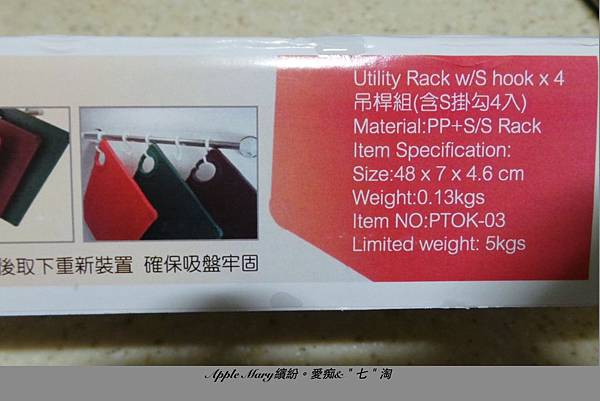 Utility Rack w/S hook x 4
吊桿組(含S掛勾4入)
Material:PP+S/S Rack
Item Specification:
Size:48 x 7 x 4.6 cm
Weight:0.13kgs
Item NO:PTOK-03
Limited weight: 5kgs
後取下重新裝置 確保吸盤牢固
Apple Mary繽紛。愛痴&"七"淘